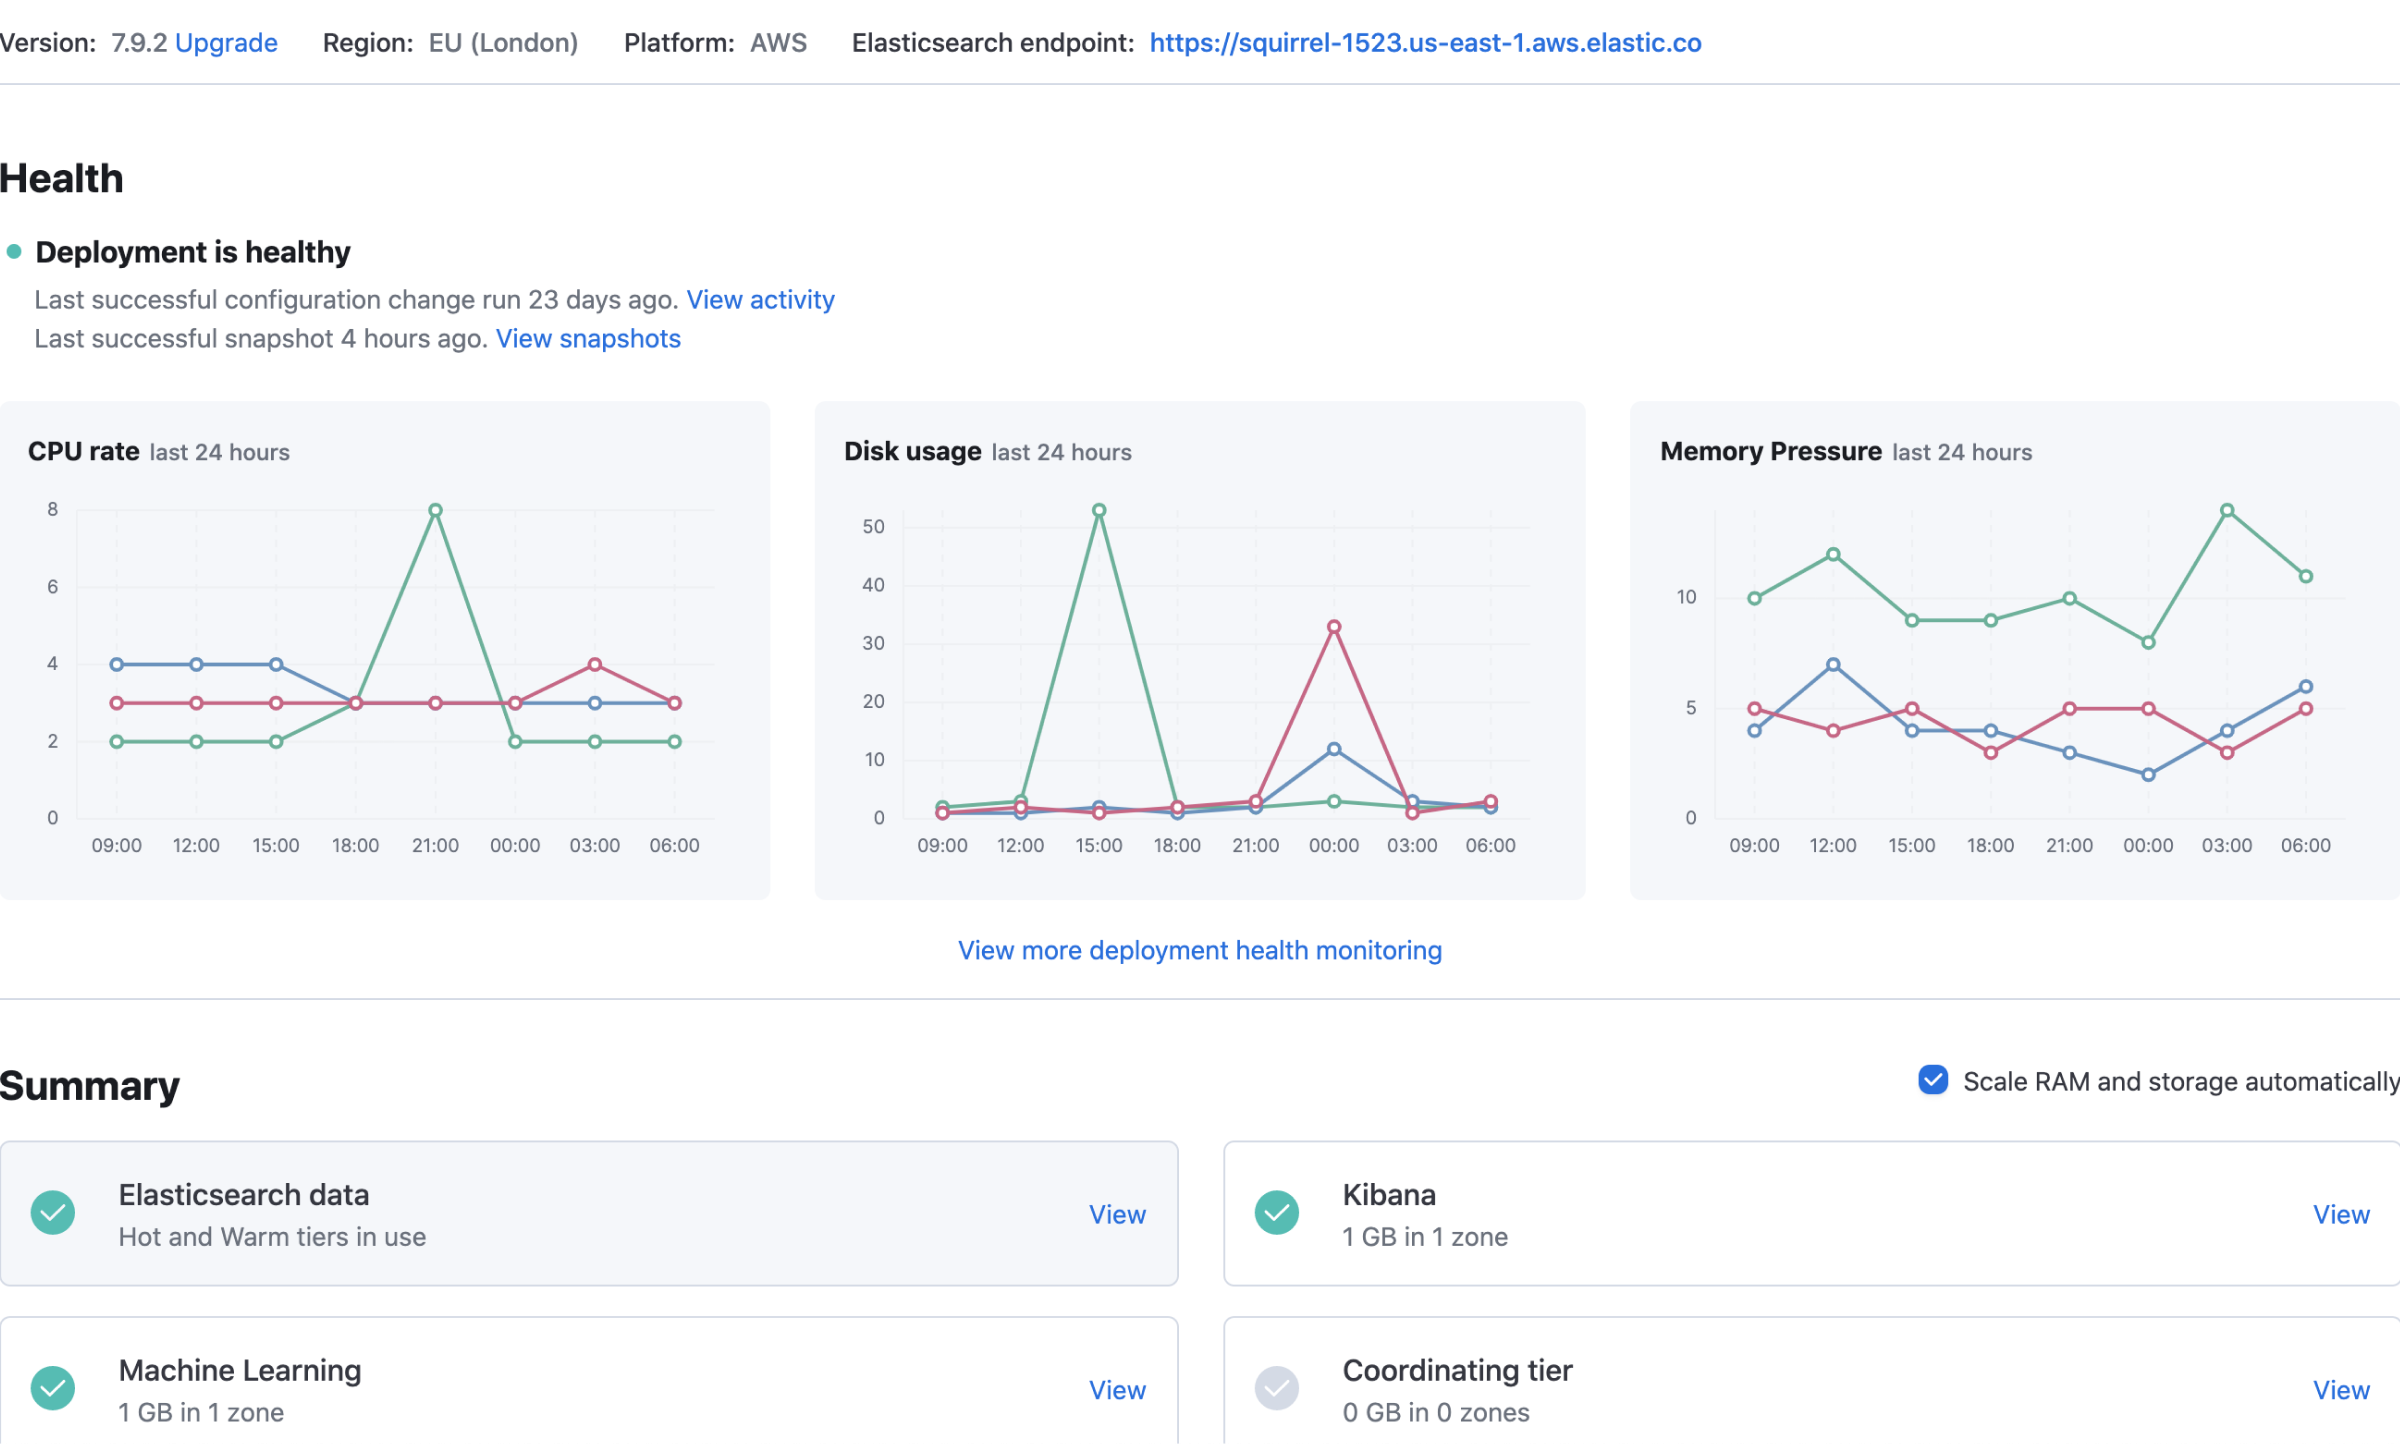 Version: 7.9.2 Upgrade Region: EU (London) Platform: AWS Elasticsearch endpoint: https://squirrel-1523.us-east-1.aws.elastic.co
Health
Deployment is healthy
Last successful configuration change run 23 days ago. View activity
Last successful snapshot 4 hours ago. View snapshots
CPU rate last 24 hours
8
6
4
2
0
09:00 12:00 15:00 18:00 21:00 00:00 03:00 06:00
Disk usage last 24 hours
50
40
30
20
10
0
09:00 12:00 15:00 18:00 21:00 00:00 03:00 06:00
Memory Pressure last 24 hours
10
5
0
09:00 12:00 15:00 18:00 21:00 00:00 03:00 06:00
View more deployment health monitoring
Summary
Scale RAM and storage automatically
Elasticsearch data
Hot and Warm tiers in use
View
Kibana
1 GB in 1 zone
View
Machine Learning
1 GB in 1 zone
View
Coordinating tier
0 GB in 0 zones
View